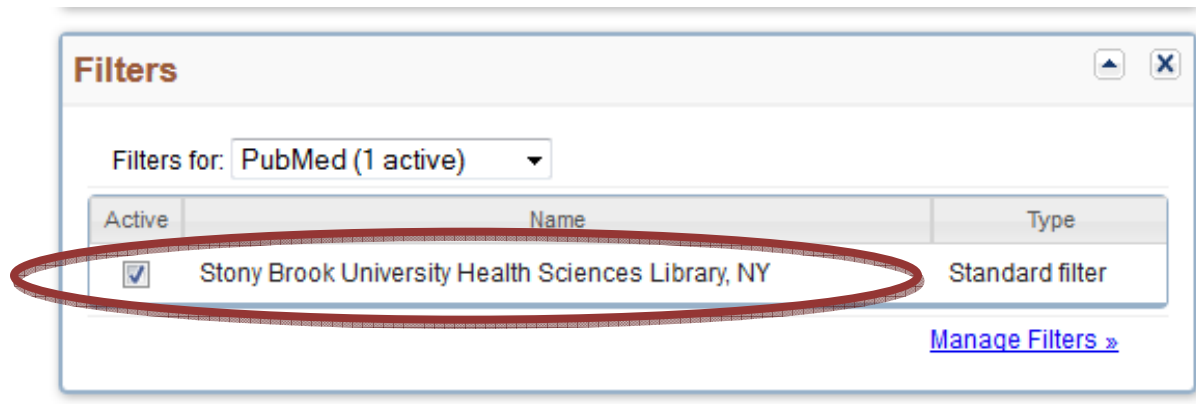 Filters
Filters for: PubMed (1 active)
Active Name Type
Stony Brook University Health Sciences Library, NY Standard filter
Manage Filters »